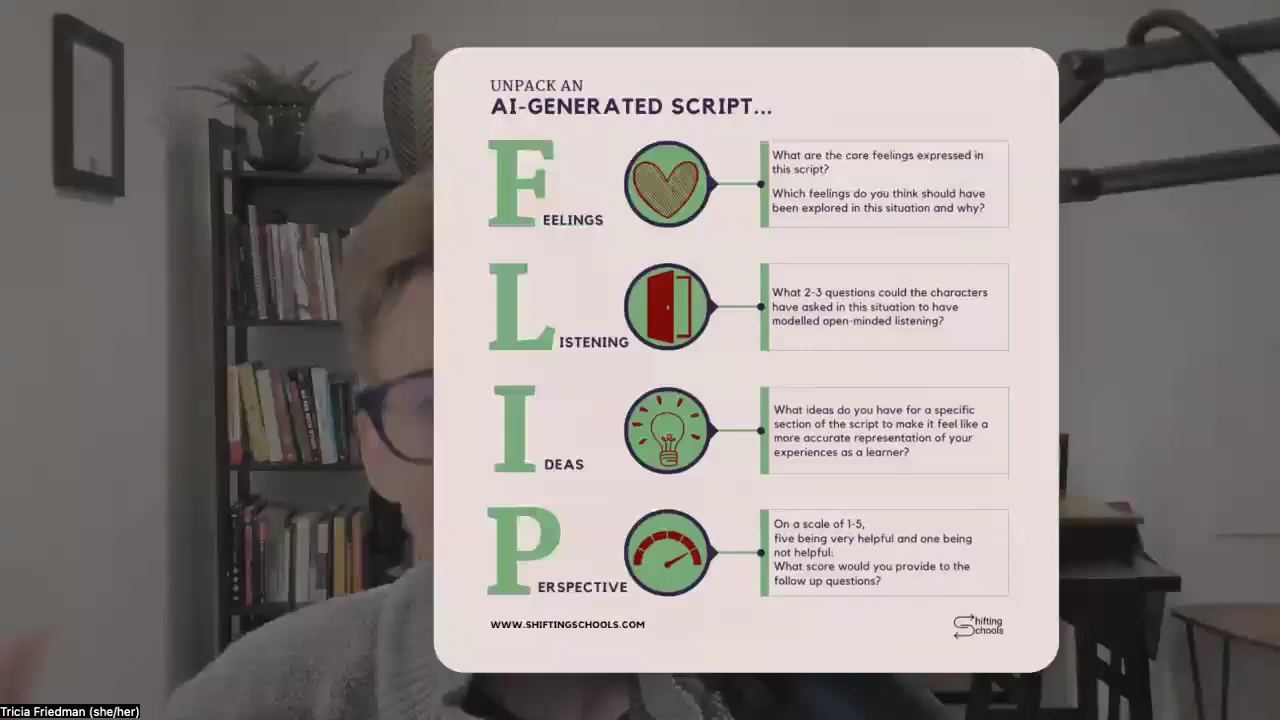 UNPACK AN
AI-GENERATED SCRIPT...
FEELINGS
What are the core feelings expressed in
this script?
Which feelings do you think should have
been explored in this situation and why?
LISTENING
What 2-3 questions could the characters
have asked in this situation to have
modelled open-minded listening?
IDEAS
What ideas do you have for a specific
section of the script to make it feel like a
more accurate representation of your
experiences as a learner?
PERSPECTIVE
On a scale of 1-5,
five being very helpful and one being
not helpful:
What score would you provide to the
follow up questions?
WWW.SHIFTINGSCHOOLS.COM
Shifting
Schools
Tricia Friedman (she/her)